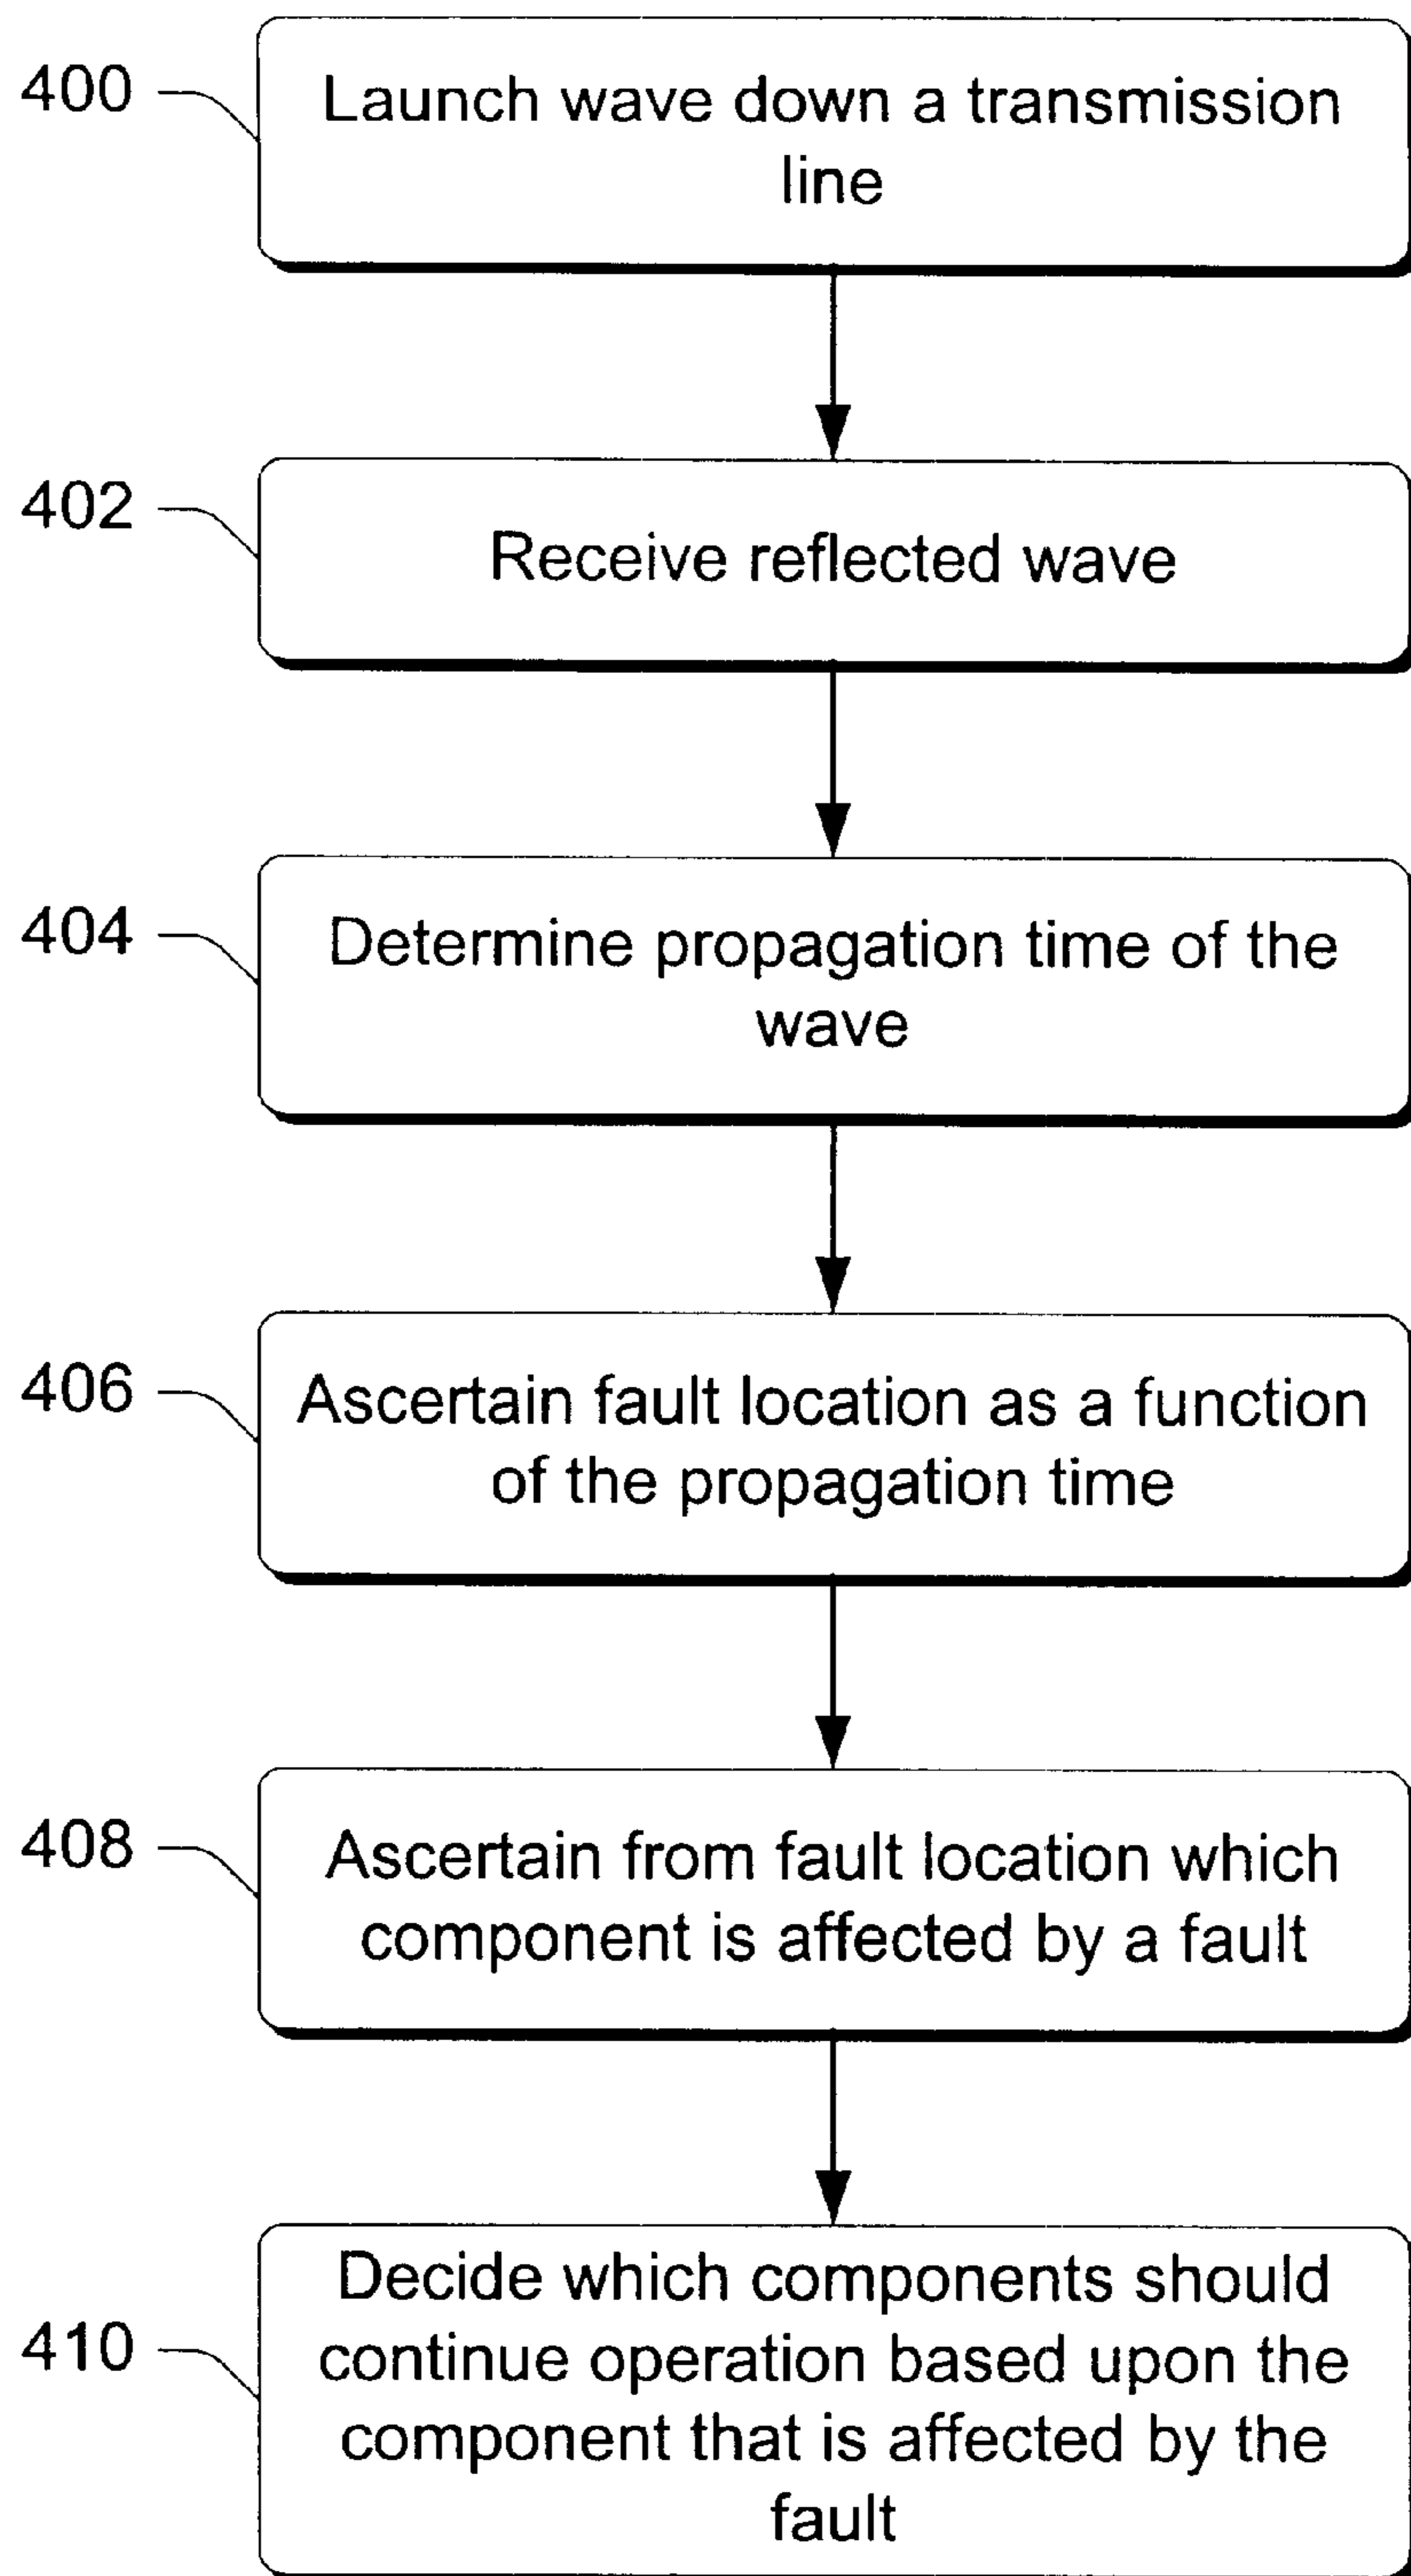 400
Launch wave down a transmission
line
402
Receive reflected wave
404
Determine propagation time of the
wave
406
Ascertain fault location as a function
of the propagation time
408
Ascertain from fault location which
component is affected by a fault
410
Decide which components should
continue operation based upon the
component that is affected by the
fault